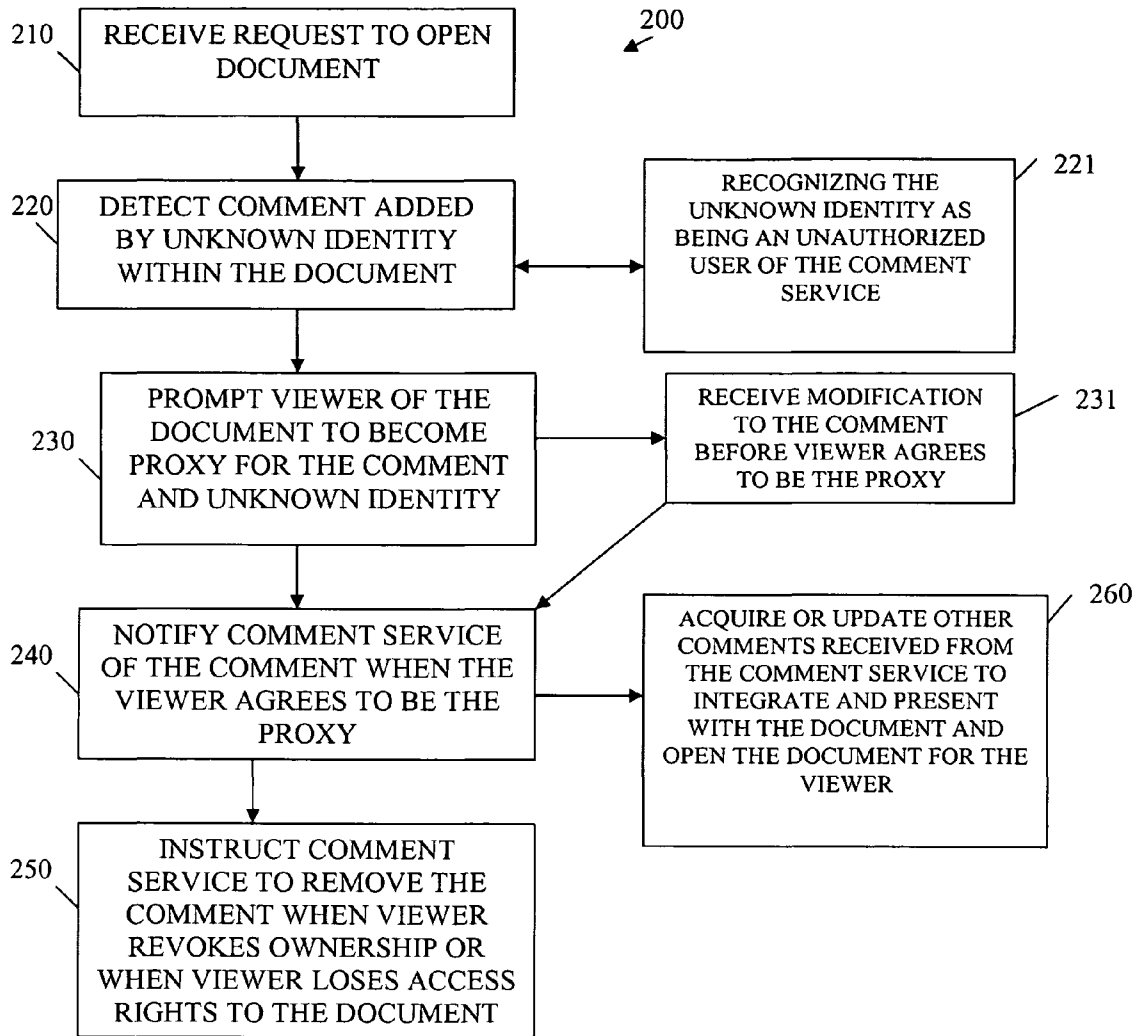 200
210
RECEIVE REQUEST TO OPEN
DOCUMENT
220
DETECT COMMENT ADDED
BY UNKNOWN IDENTITY
WITHIN THE DOCUMENT
221
RECOGNIZING THE
UNKNOWN IDENTITY AS
BEING AN UNAUTHORIZED
USER OF THE COMMENT
SERVICE
230
PROMPT VIEWER OF THE
DOCUMENT TO BECOME
PROXY FOR THE COMMENT
AND UNKNOWN IDENTITY
231
RECEIVE MODIFICATION
TO THE COMMENT
BEFORE VIEWER AGREES
TO BE THE PROXY
240
NOTIFY COMMENT SERVICE
OF THE COMMENT WHEN THE
VIEWER AGREES TO BE THE
PROXY
260
ACQUIRE OR UPDATE OTHER
COMMENTS RECEIVED FROM
THE COMMENT SERVICE TO
INTEGRATE AND PRESENT
WITH THE DOCUMENT AND
OPEN THE DOCUMENT FOR THE
VIEWER
250
INSTRUCT COMMENT
SERVICE TO REMOVE THE
COMMENT WHEN VIEWER
REVOKES OWNERSHIP OR
WHEN VIEWER LOSES ACCESS
RIGHTS TO THE DOCUMENT